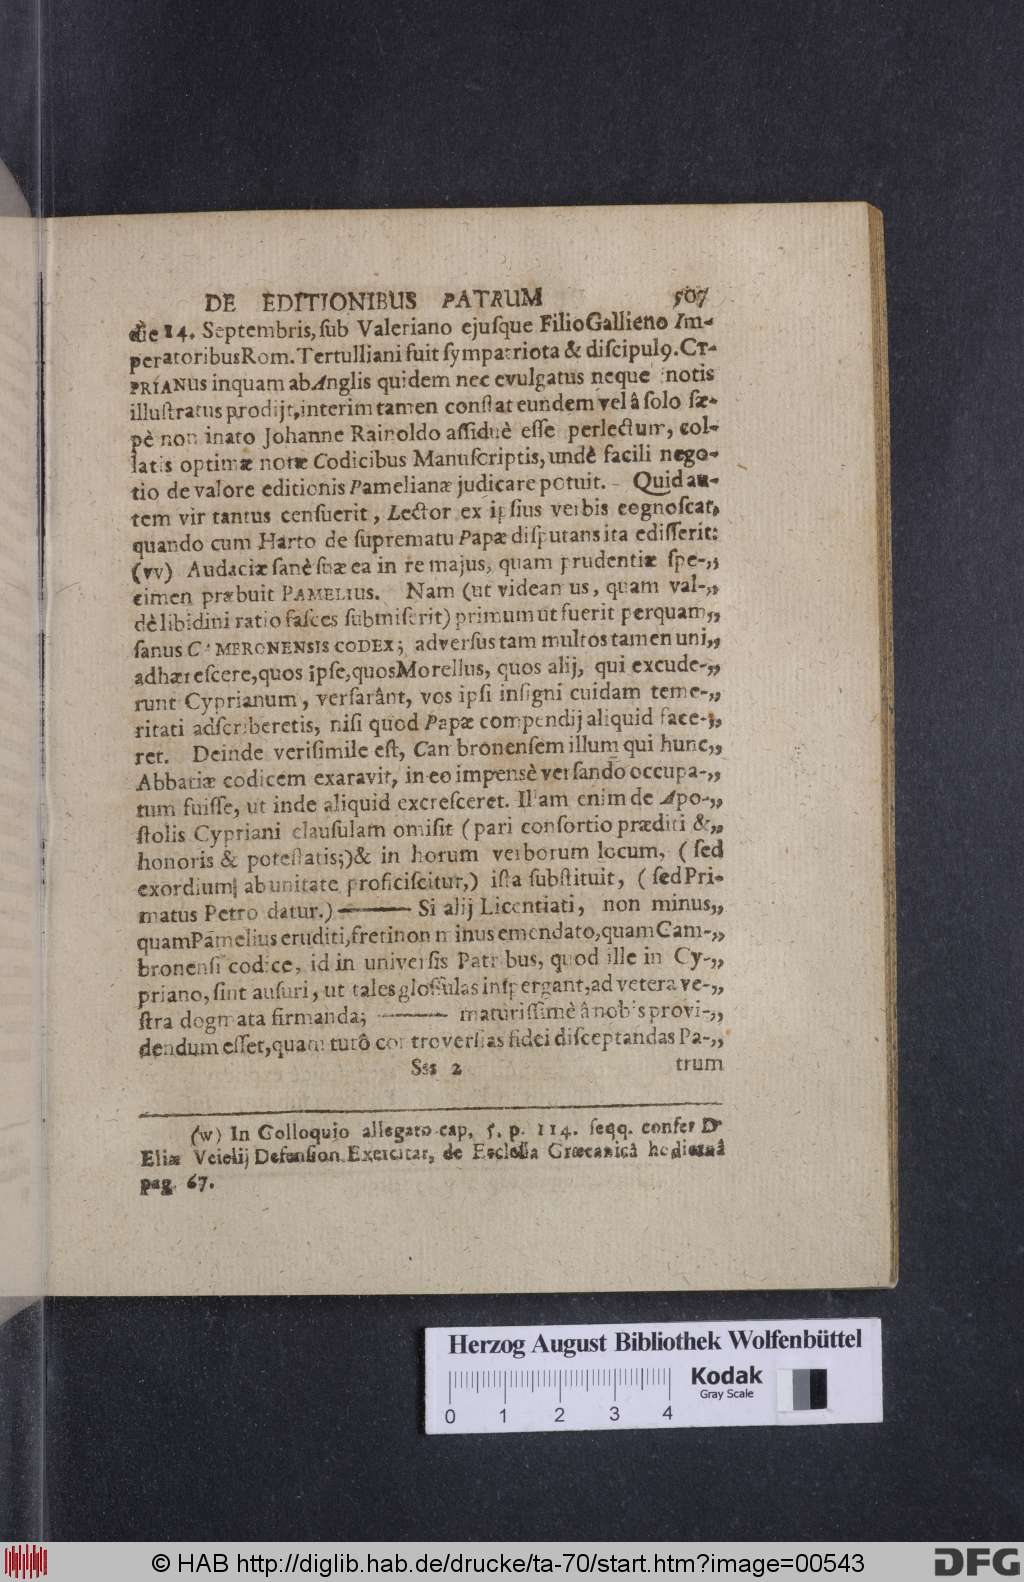 DE EDITIONIBUS PATRUM 507
die 14. Septembris, ſub Valeriano ejuſque Filio Gallieno Im-
peratoribus Rom. Tertulliani fuit ſympatriota & diſcipul9. CY-
PRIANUS inquam ab Anglis quidem nec evulgatus neque notis
illuſtratus prodijt, interim tamen conſtat eundem vel â ſolo ſæ-
pè non inato Johanne Rainoldo aſſiduè eſſe perlectum, col-
latis optimæ notæ Codicibus Manuſcriptis, undè facili nego-
tio de valore editionis Pamelianæ judicare potuit. Quid au-
tem vir tantus cenſuerit, Lector ex ipſius verbis cognoſcat,
quando cum Harto de ſuprematu Papæ diſputans ita ediſſerit:
(vv) Audaciæ ſanè ſuæ ea in re majus, quam prudentiæ ſpe-„
cimen præbuit PAMELIUS. Nam (ut videamus, quam val-„
dè libidini ratio faſces ſubmiſerit) primum ut fuerit perquam„
ſanus CAMBRONENSIS CODEX; adverſus tam multos tamen uni„
adhæreſcere, quos ipſe, quos Morellus, quos alij, qui excude-„
runt Cyprianum, verſarânt, vos ipſi inſigni cuidam teme-„
ritati adſcriberetis, niſi quod Papæ compendij aliquid face-„
ret. Deinde veriſimile eſt, Cambronenſem illum qui hunc„
Abbatiæ codicem exaravit, in eo impensè verſando occupa-„
tum fuiſſe, ut inde aliquid excreſceret. Illam enim de Apo-„
ſtolis Cypriani clauſulam omiſit (pari conſortio præditi &„
honoris & poteſtatis;) & in horum verborum locum, (ſed
exordium ab unitate proficiſcitur,) iſta ſubſtituit, (ſed Pri-
matus Petro datur.) ——— Si alij Licentiati, non minus„
quam Pamelius eruditi, freti non minus emendato, quam Cam-„
bronenſi codice, id in univerſis Patribus, quod ille in Cy-„
priano, ſint auſuri, ut tales gloſſulas inſpergant, ad vetera ve-„
ſtra dogmata firmanda; ——— maturiſſimè â nobis provi-„
dendum eſſet, quam tutô controverſias fidei diſceptandas Pa-„
Sss 2 trum
(w) In Colloquio allegato cap. 5. p. 114. ſeqq. confer D
Eliæ Veielij Defenſion. Exercitat. de Eccleſia Græcanicâ hodiernâ
pag. 67.
Herzog August Bibliothek Wolfenbüttel
Kodak
Gray Scale
0 1 2 3 4
© HAB http://diglib.hab.de/drucke/ta-70/start.htm?image=00543
DFG